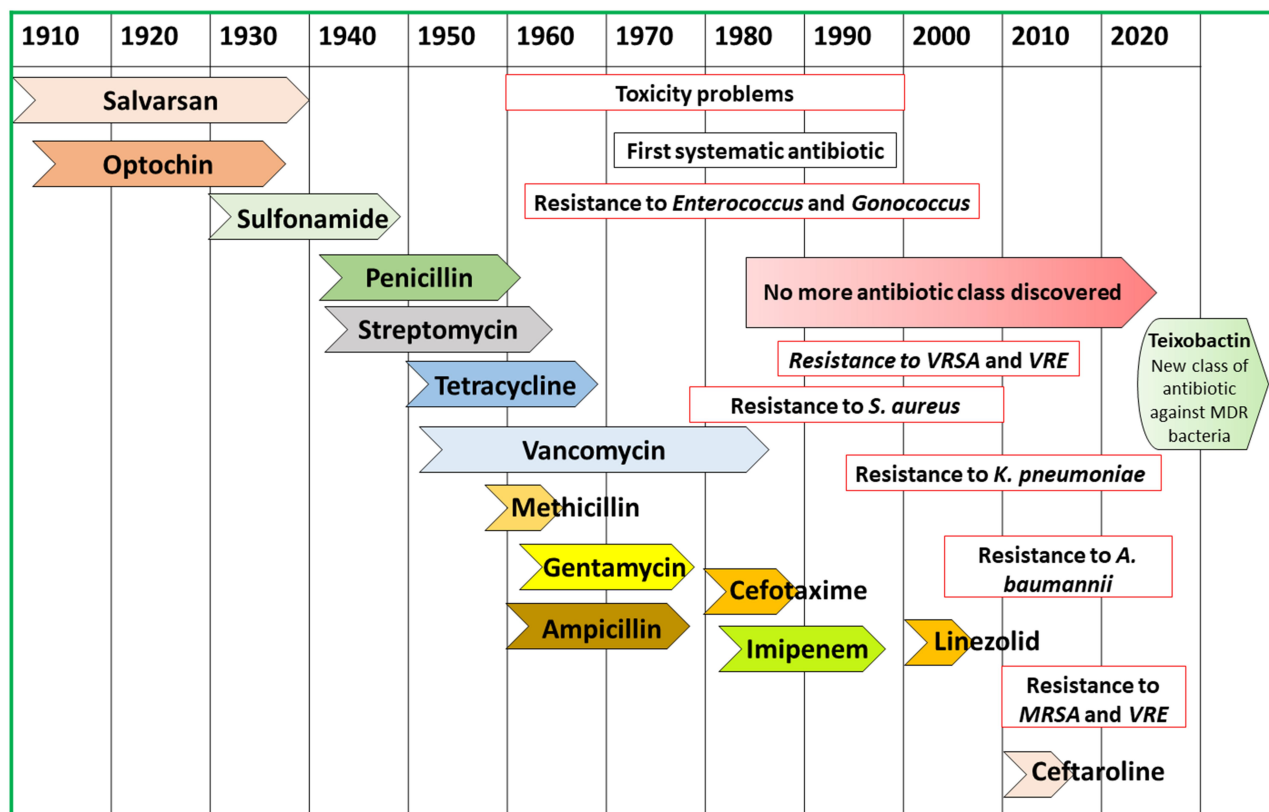 1910 1920 1930 1940 1950 1960 1970 1980 1990 2000 2010 2020
Salvarsan
Toxicity problems
Optochin
First systematic antibiotic
Sulfonamide
Resistance to Enterococcus and Gonococcus
Penicillin
No more antibiotic class discovered
Streptomycin
Teixobactin
New class of
antibiotic
against MDR
bacteria
Resistance to VRSA and VRE
Tetracycline
Resistance to S. aureus
Vancomycin
Resistance to K. pneumoniae
Methicillin
Gentamycin
Resistance to A.
baumannii
Cefotaxime
Ampicillin
Imipenem
Linezolid
Resistance to
MRSA and VRE
Ceftaroline